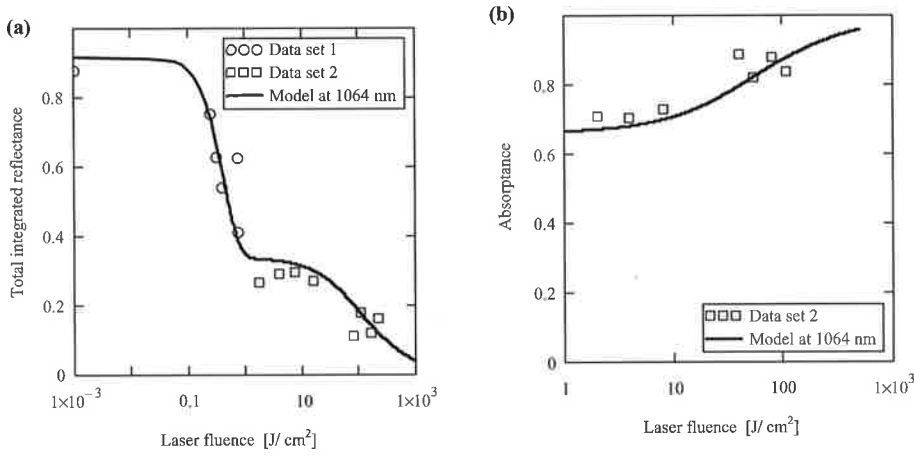 (a)
Total integrated reflectance
0.8
0.6
0.4
0.2
0
1×10⁻³
0.1
10
1×10³
Laser fluence [J/ cm²]
Data set 1
Data set 2
Model at 1064 nm
(b)
Absorptance
0.8
0.6
0.4
0.2
0
1
10
100
1×10³
Laser fluence [J/ cm²]
Data set 2
Model at 1064 nm